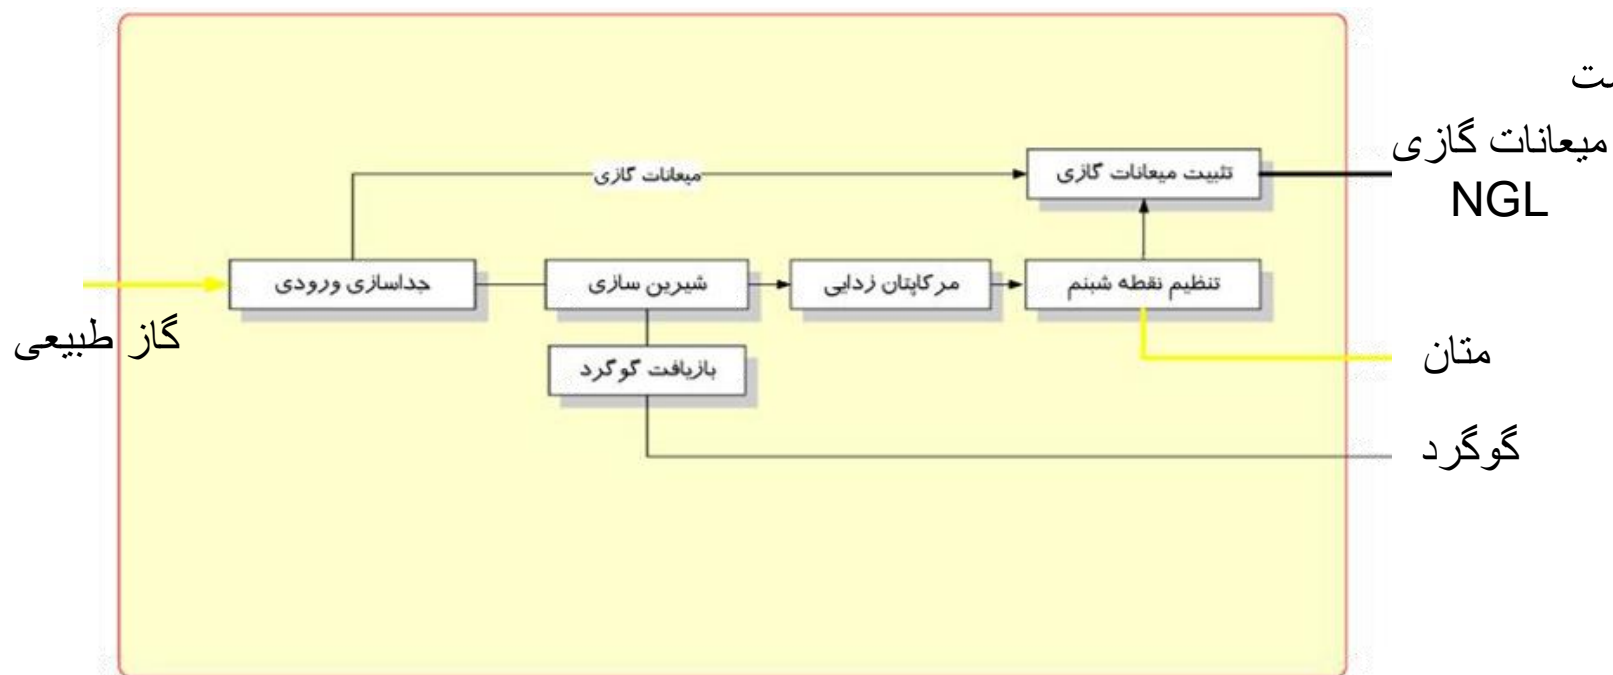 میعانات گازی
NGL
میعانات گازی
تثبیت میعانات گازی
گاز طبیعی
جداسازی ورودی
شیرین سازی
مرکاپتان زدایی
تنظیم نقطه شبنم
بازیافت گوگرد
متان
گوگرد